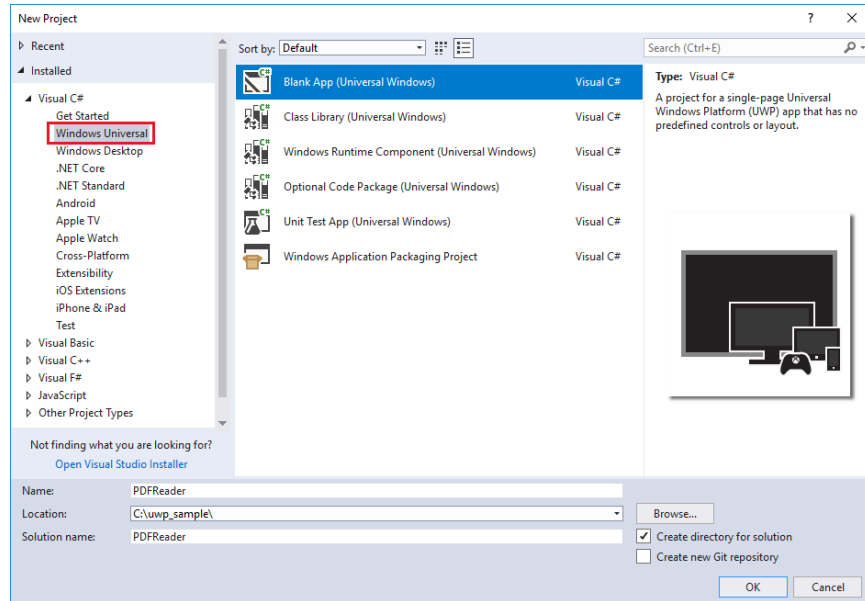 New Project
? ×
Recent
Installed
Visual C#
Get Started
Windows Universal
Windows Desktop
.NET Core
.NET Standard
Android
Apple TV
Apple Watch
Cross-Platform
Extensibility
iOS Extensions
iPhone & iPad
Test
Visual Basic
Visual C++
Visual F#
JavaScript
Other Project Types
Not finding what you are looking for?
Open Visual Studio Installer
Sort by: Default
C# Blank App (Universal Windows) Visual C#
C# Class Library (Universal Windows) Visual C#
C# Windows Runtime Component (Universal Windows) Visual C#
C# Optional Code Package (Universal Windows) Visual C#
C# Unit Test App (Universal Windows) Visual C#
Windows Application Packaging Project Visual C#
Search (Ctrl+E)
Type: Visual C#
A project for a single-page Universal
Windows Platform (UWP) app that has no
predefined controls or layout.
Name: PDFReader
Location: C:\uwp_sample\
Solution name: PDFReader
Browse...
Create directory for solution
Create new Git repository
OK Cancel